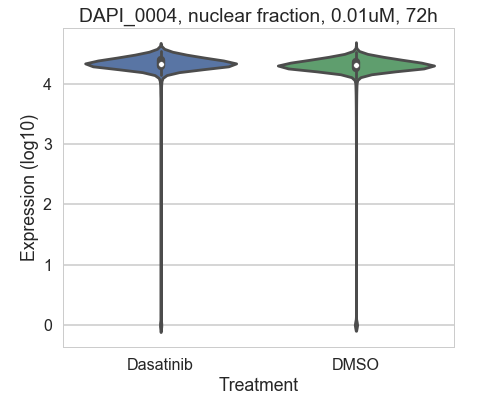 DAPI_0004, nuclear fraction, 0.01uM, 72h
Expression (log10)
4
3
2
1
0
Dasatinib DMSO
Treatment